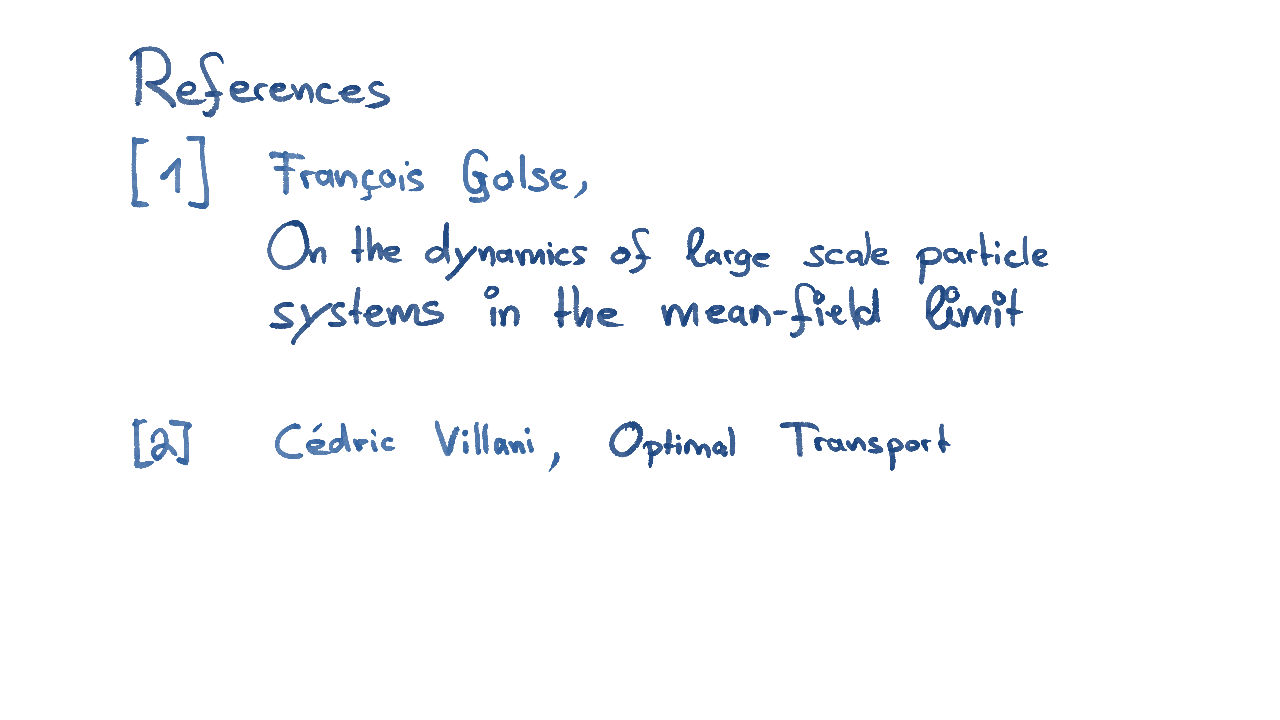 References
[1] François Golse,
On the dynamics of large scale particle
systems in the mean-field limit
[2] Cédric Villani, Optimal Transport